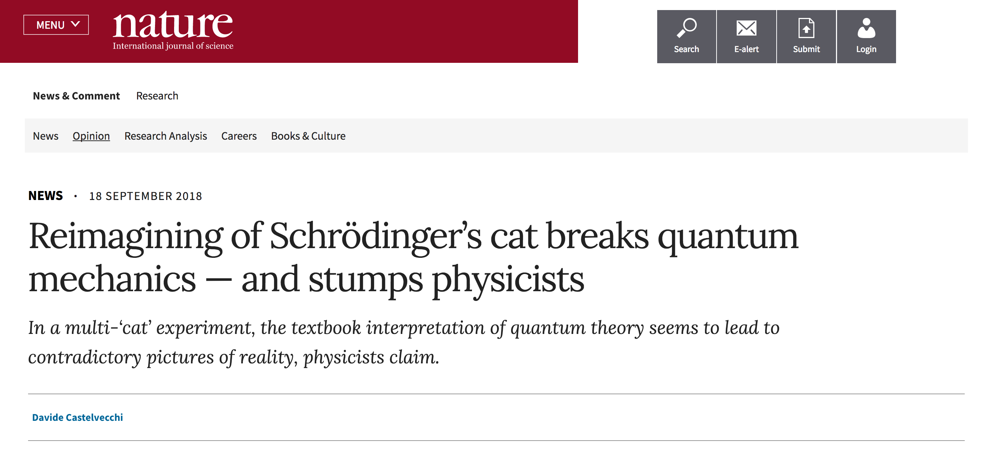 MENU
nature
International journal of science
Search
E-alert
Submit
Login
News & Comment Research
News Opinion Research Analysis Careers Books & Culture
NEWS · 18 SEPTEMBER 2018
Reimagining of Schrödinger’s cat breaks quantum
mechanics — and stumps physicists
In a multi-‘cat’ experiment, the textbook interpretation of quantum theory seems to lead to
contradictory pictures of reality, physicists claim.
Davide Castelvecchi